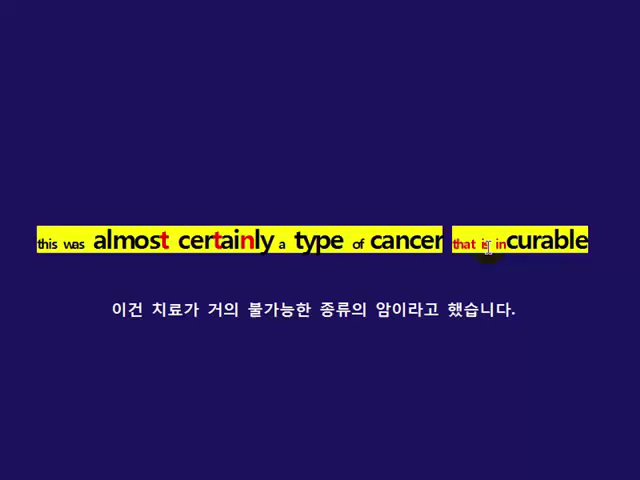 this was almost certainly a type of cancer that is incurable
이건 치료가 거의 불가능한 종류의 암이라고 했습니다.